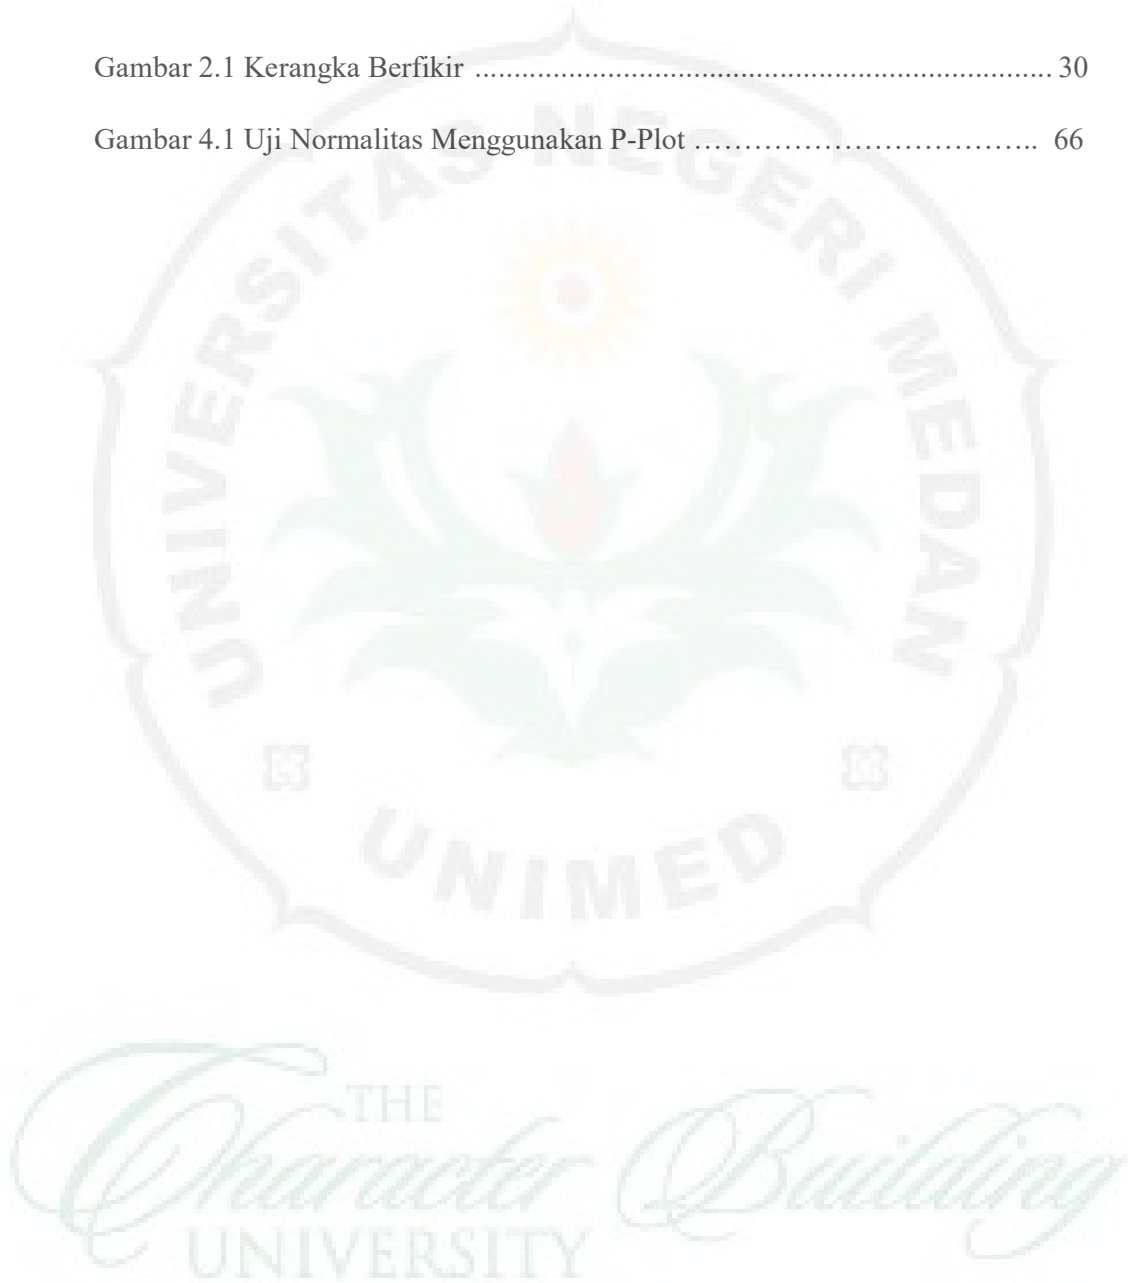 Gambar 2.1 Kerangka Berfikir .......................................................................... 30
Gambar 4.1 Uji Normalitas Menggunakan P-Plot …………………………….. 66
UNIVERSITAS NEGERI MEDAN
UNIMED
THE
Character Building
UNIVERSITY